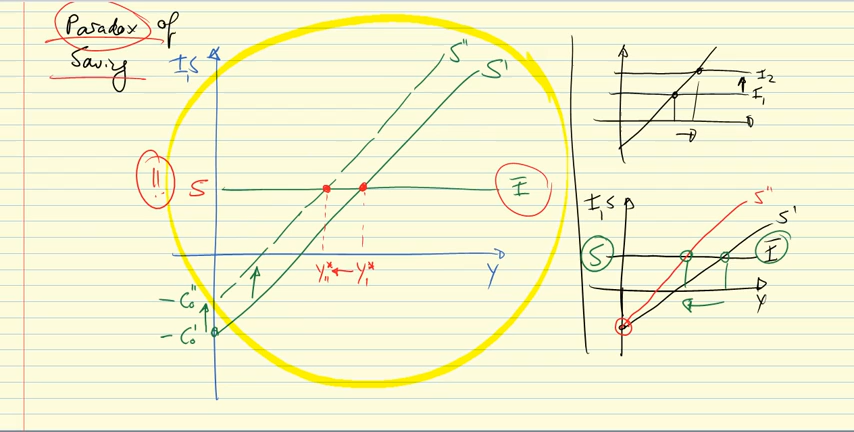 Paradox of
Saving
I,S
S"
S'
!!
S
Ī
Y
Y*" ← Y*'
-C₀"
-C₀'
I₂
I₁
I,S
S"
S'
S
Ī
Y